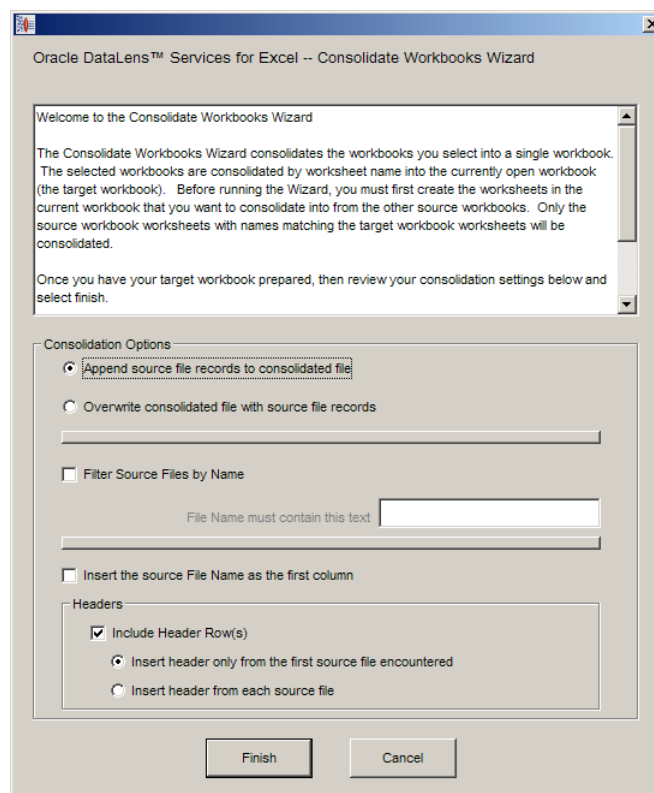 Oracle DataLens™ Services for Excel -- Consolidate Workbooks Wizard
Welcome to the Consolidate Workbooks Wizard
The Consolidate Workbooks Wizard consolidates the workbooks you select into a single workbook.
The selected workbooks are consolidated by worksheet name into the currently open workbook
(the target workbook). Before running the Wizard, you must first create the worksheets in the
current workbook that you want to consolidate into from the other source workbooks. Only the
source workbook worksheets with names matching the target workbook worksheets will be
consolidated.
Once you have your target workbook prepared, then review your consolidation settings below and
select finish.
Consolidation Options
Append source file records to consolidated file
Overwrite consolidated file with source file records
Filter Source Files by Name
File Name must contain this text
Insert the source File Name as the first column
Headers
Include Header Row(s)
Insert header only from the first source file encountered
Insert header from each source file
Finish
Cancel